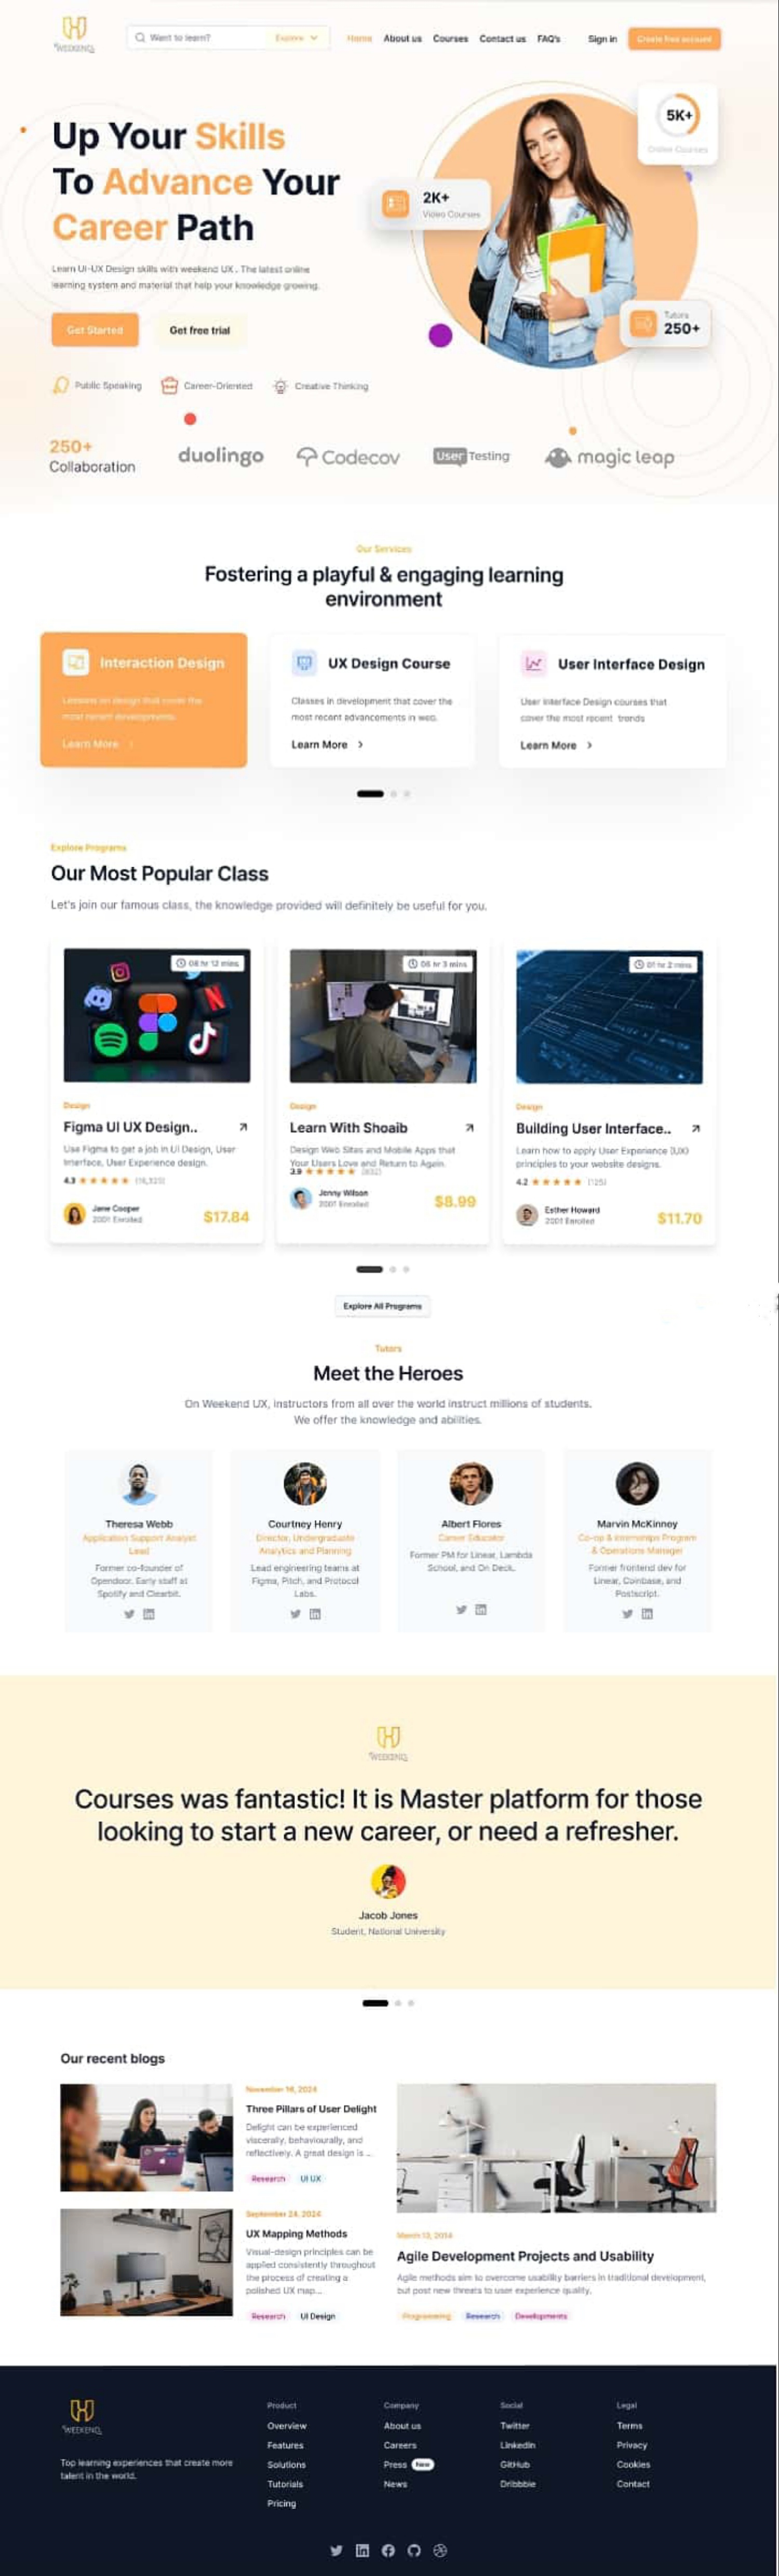 WEEKEND
Want to learn?
Explore
Home
About us
Courses
Contact us
FAQ's
Sign in
Create free account
Up Your Skills
To Advance Your
Career Path
Learn UI-UX Design skills with weekend UX . The latest online
learning system and material that help your knowledge growing.
Get Started
Get free trial
Public Speaking
Career-Oriented
Creative Thinking
5K+
Online Courses
2K+
Video Courses
Tutors
250+
250+
Collaboration
duolingo
Codecov
User Testing
magic leap
Our Services
Fostering a playful & engaging learning
environment
Interaction Design
Lessons on design that cover the
most recent developments.
Learn More
UX Design Course
Classes in development that cover the
most recent advancements in web.
Learn More
User Interface Design
User Interface Design courses that
cover the most recent trends
Learn More
Explore Programs
Our Most Popular Class
Let's join our famous class, the knowledge provided will definitely be useful for you.
08 hr 12 mins
Design
Figma UI UX Design..
Use Figma to get a job in UI Design, User
Interface, User Experience design.
4.3
(16,325)
Jane Cooper
2001 Enrolled
$17.84
06 hr 3 mins
Design
Learn With Shoaib
Design Web Sites and Mobile Apps that
Your Users Love and Return to Again.
3.9
(832)
Jenny Wilson
2001 Enrolled
$8.99
01 hr 2 mins
Design
Building User Interface..
Learn how to apply User Experience (UX)
principles to your website designs.
4.2
(125)
Esther Howard
2001 Enrolled
$11.70
Explore All Programs
Tutors
Meet the Heroes
On Weekend UX, instructors from all over the world instruct millions of students.
We offer the knowledge and abilities.
Theresa Webb
Application Support Analyst
Lead
Former co-founder of
Opendoor. Early staff at
Spotify and Clearbit.
Courtney Henry
Director, Undergraduate
Analytics and Planning
Lead engineering teams at
Figma, Pitch, and Protocol
Labs.
Albert Flores
Career Educator
Former PM for Linear, Lambda
School, and On Deck.
Marvin McKinney
Co-op & Internships Program
& Operations Manager
Former frontend dev for
Linear, Coinbase, and
Postscript.
WEEKEND
Courses was fantastic! It is Master platform for those
looking to start a new career, or need a refresher.
Jacob Jones
Student, National University
Our recent blogs
November 16, 2024
Three Pillars of User Delight
Delight can be experienced
viscerally, behaviourally, and
reflectively. A great design is ..
Research
UI UX
September 24, 2024
UX Mapping Methods
Visual-design principles can be
applied consistently throughout
the process of creating a
polished UX map...
Research
UI Design
March 13, 2014
Agile Development Projects and Usability
Agile methods aim to overcome usability barriers in traditional development,
but post new threats to user experience quality.
Programming
Research
Developments
WEEKEND
Top learning experiences that create more
talent in the world.
Product
Overview
Features
Solutions
Tutorials
Pricing
Company
About us
Careers
Press New
News
Social
Twitter
LinkedIn
GitHub
Dribbble
Legal
Terms
Privacy
Cookies
Contact